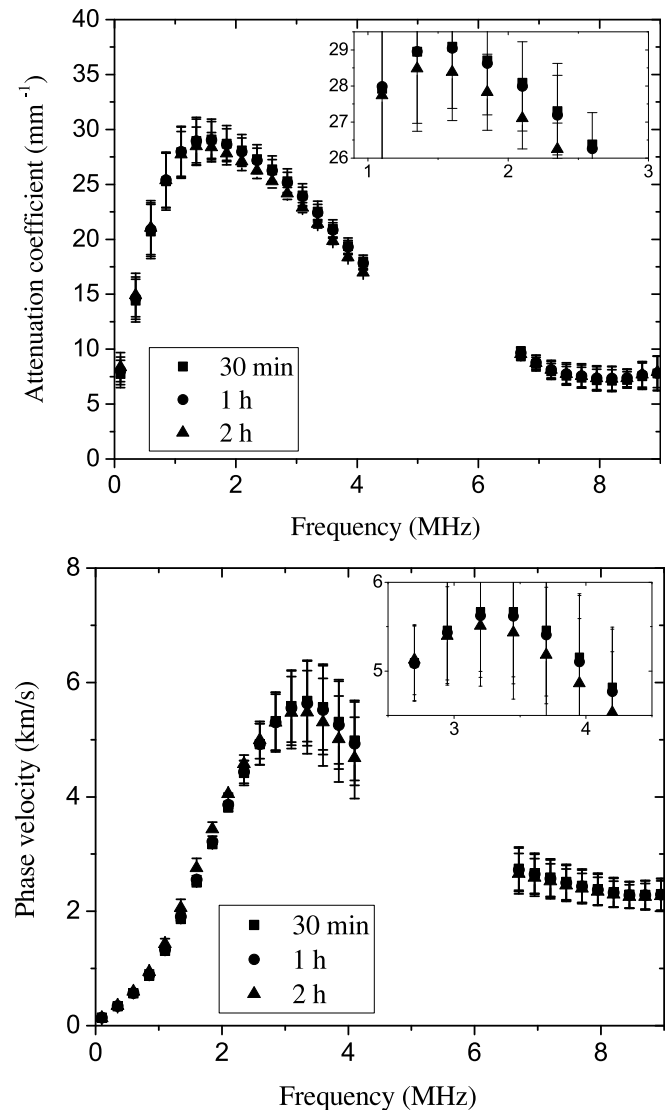 40
35
30
25
20
15
10
5
0
Attenuation coefficient (mm⁻¹)
29
28
27
26
1 2 3
30 min
1 h
2 h
0 2 4 6 8
Frequency (MHz)
8
6
4
2
0
Phase velocity (km/s)
6
5
3 4
30 min
1 h
2 h
0 2 4 6 8
Frequency (MHz)